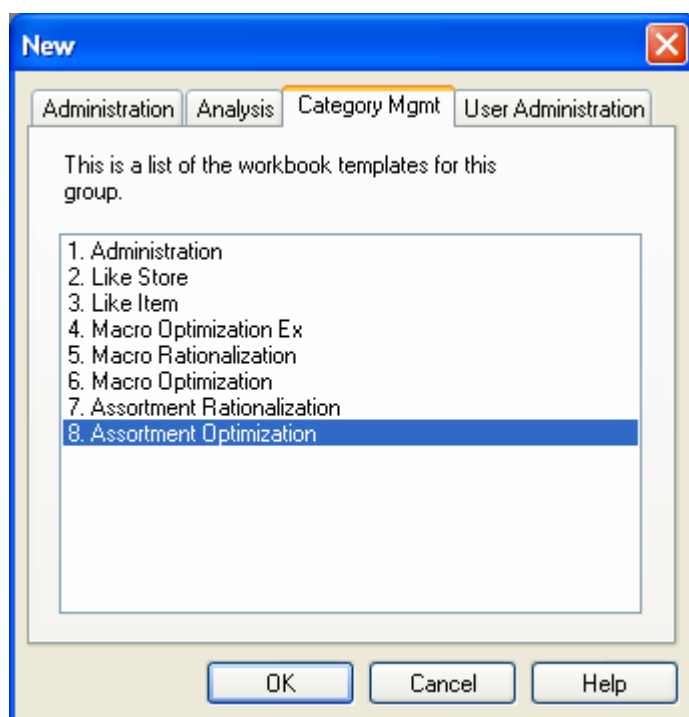 New
Administration
Analysis
Category Mgmt
User Administration
This is a list of the workbook templates for this
group.
1. Administration
2. Like Store
3. Like Item
4. Macro Optimization Ex
5. Macro Rationalization
6. Macro Optimization
7. Assortment Rationalization
8. Assortment Optimization
OK
Cancel
Help